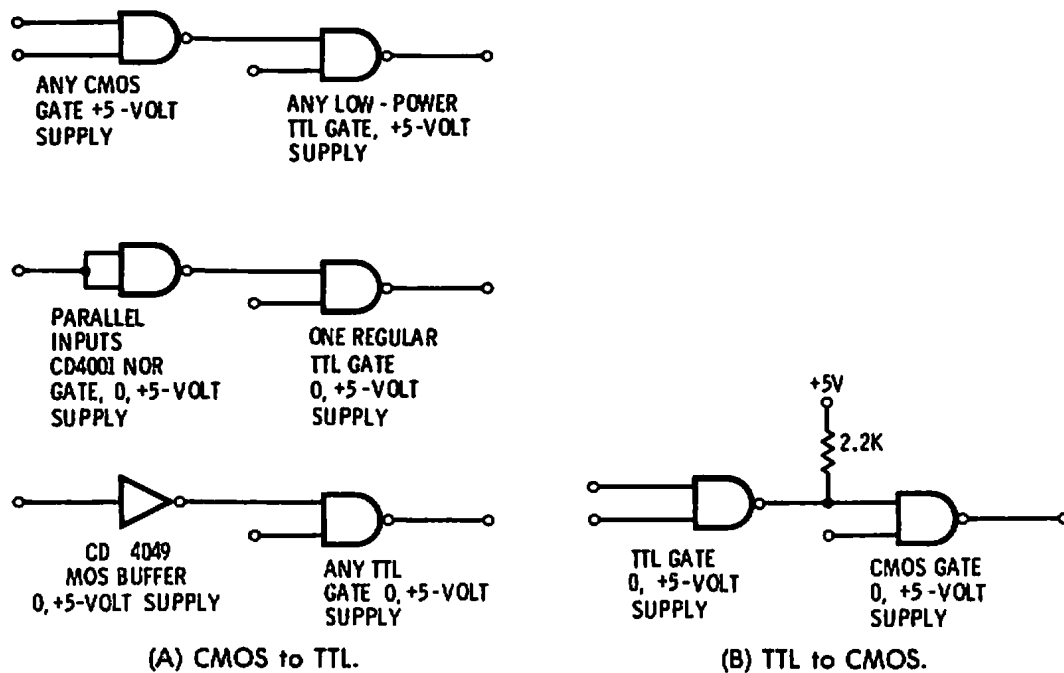 ANY CMOS
GATE +5-VOLT
SUPPLY
ANY LOW-POWER
TTL GATE, +5-VOLT
SUPPLY
PARALLEL
INPUTS
CD4001 NOR
GATE, 0, +5-VOLT
SUPPLY
ONE REGULAR
TTL GATE
0, +5-VOLT
SUPPLY
CD 4049
MOS BUFFER
0, +5-VOLT SUPPLY
ANY TTL
GATE 0, +5-VOLT
SUPPLY
(A) CMOS to TTL.
+5V
2.2K
TTL GATE
0, +5-VOLT
SUPPLY
CMOS GATE
0, +5-VOLT
SUPPLY
(B) TTL to CMOS.